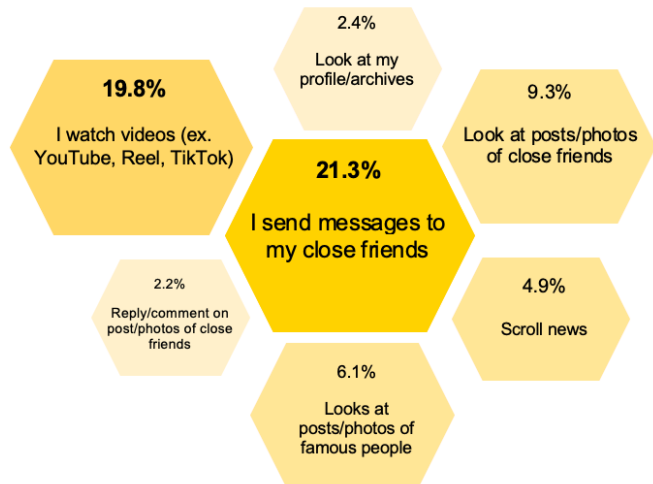 2.4%
Look at my
profile/archives
19.8%
I watch videos (ex.
YouTube, Reel, TikTok)
9.3%
Look at posts/photos
of close friends
21.3%
I send messages to
my close friends
2.2%
Reply/comment on
post/photos of close
friends
4.9%
Scroll news
6.1%
Looks at
posts/photos of
famous people